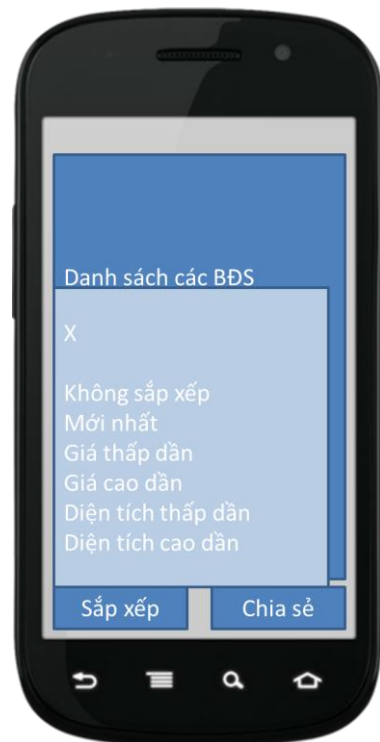 Danh sách các BĐS
X
Không sắp xếp
Mới nhất
Giá thấp dần
Giá cao dần
Diện tích thấp dần
Diện tích cao dần
Sắp xếp
Chia sẻ